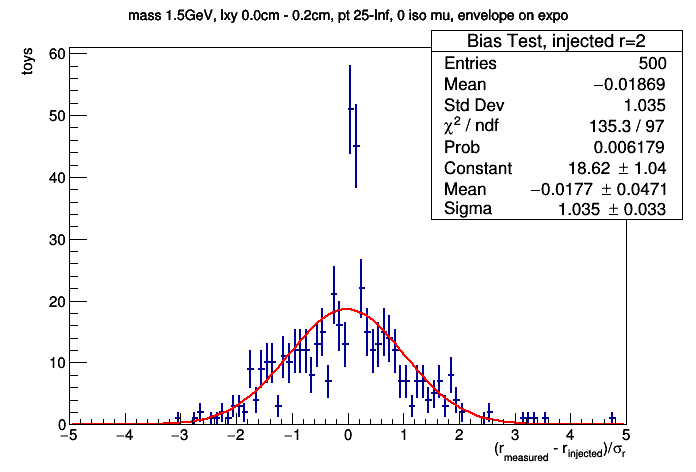 mass 1.5GeV, lxy 0.0cm - 0.2cm, pt 25-Inf, 0 iso mu, envelope on expo
Bias Test, injected r=2
Entries 500
Mean −0.01869
Std Dev 1.035
χ² / ndf 135.3 / 97
Prob 0.006179
Constant 18.62 ± 1.04
Mean −0.0177 ± 0.0471
Sigma 1.035 ± 0.033
toys
60
50
40
30
20
10
0
−5 −4 −3 −2 −1 0 1 2 3 4 5
(r_measured - r_injected)/σ_r